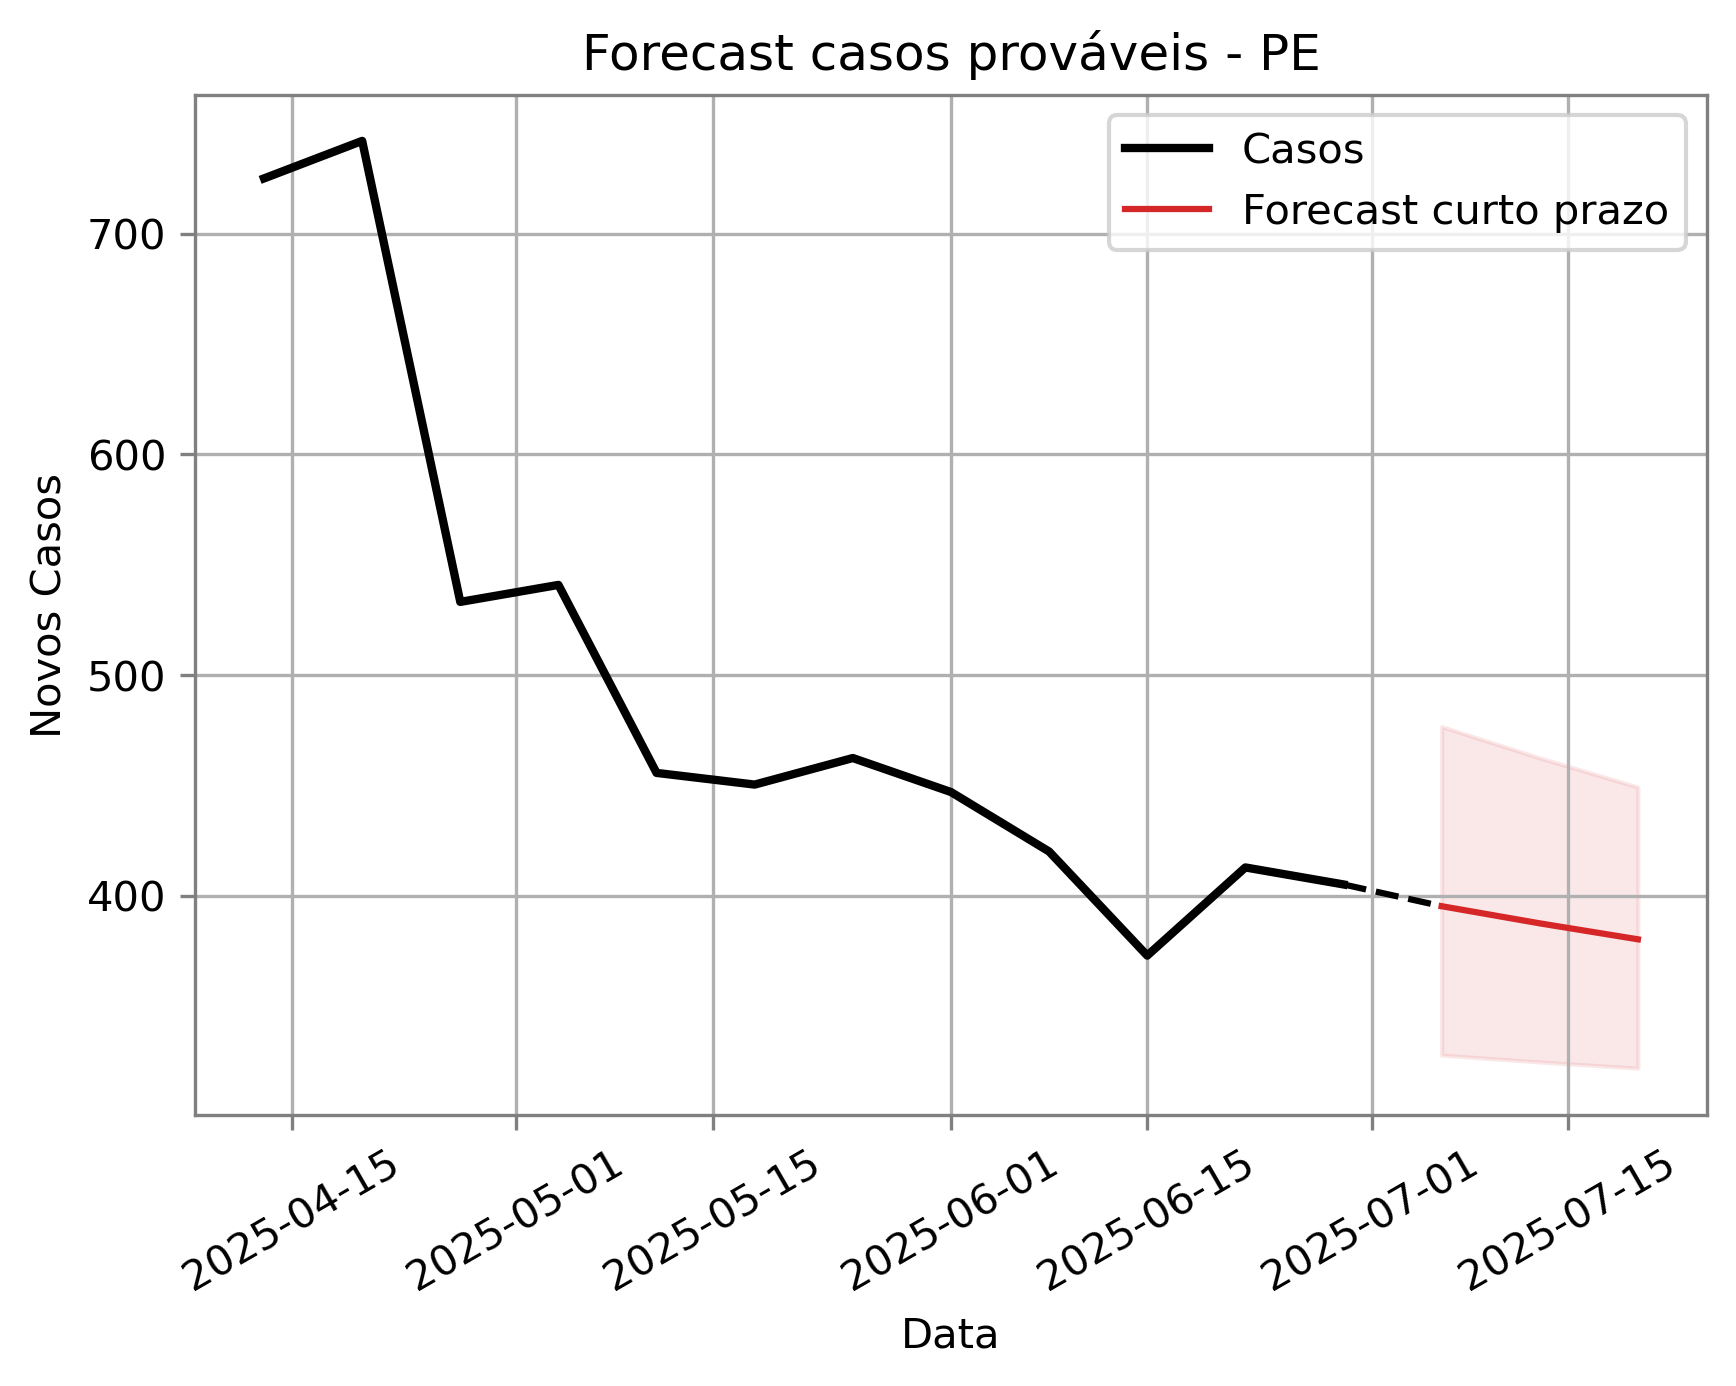 Forecast casos prováveis - PE
Casos
Forecast curto prazo
Novos Casos
700
600
500
400
2025-04-15
2025-05-01
2025-05-15
2025-06-01
2025-06-15
2025-07-01
2025-07-15
Data